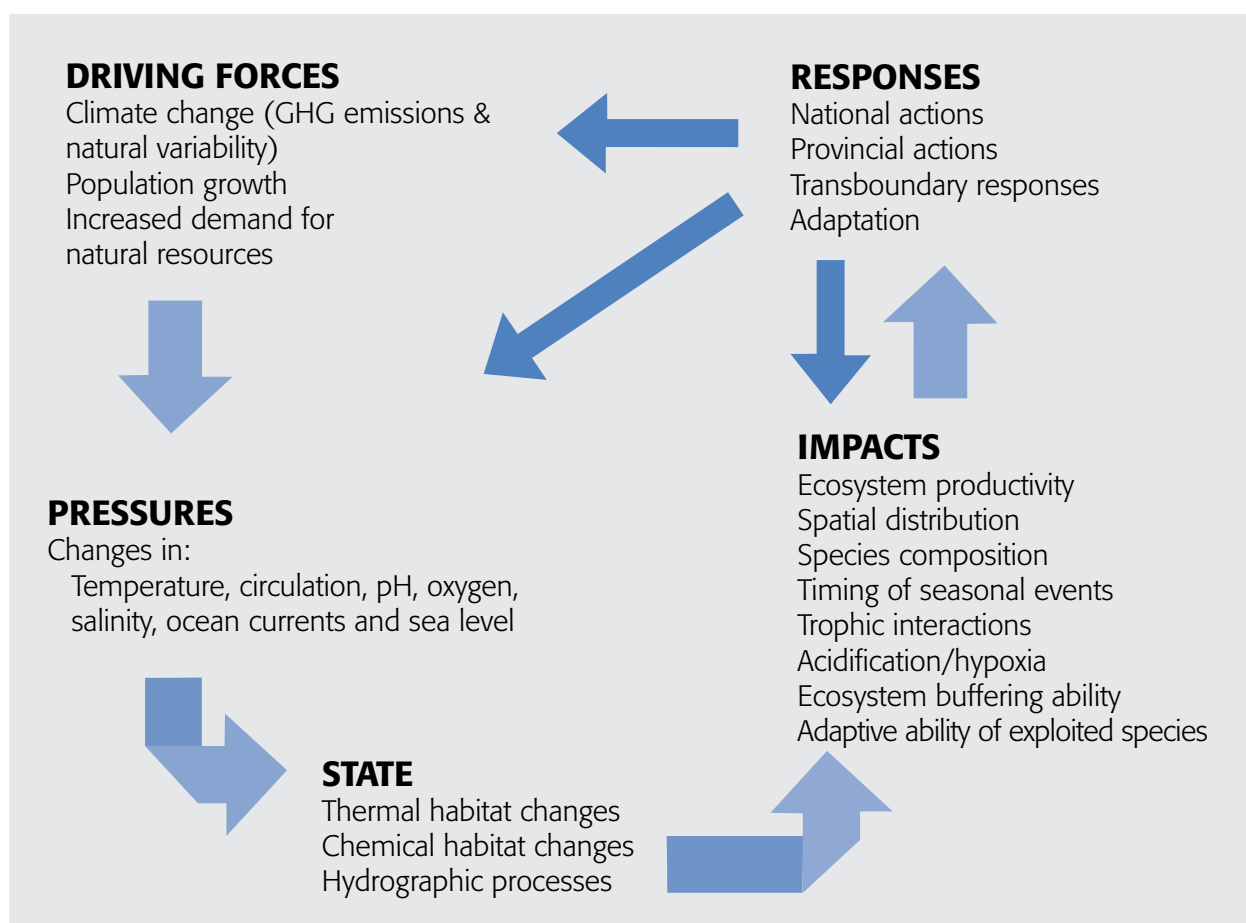 DRIVING FORCES
Climate change (GHG emissions &
natural variability)
Population growth
Increased demand for
natural resources
RESPONSES
National actions
Provincial actions
Transboundary responses
Adaptation
PRESSURES
Changes in:
Temperature, circulation, pH, oxygen,
salinity, ocean currents and sea level
IMPACTS
Ecosystem productivity
Spatial distribution
Species composition
Timing of seasonal events
Trophic interactions
Acidification/hypoxia
Ecosystem buffering ability
Adaptive ability of exploited species
STATE
Thermal habitat changes
Chemical habitat changes
Hydrographic processes